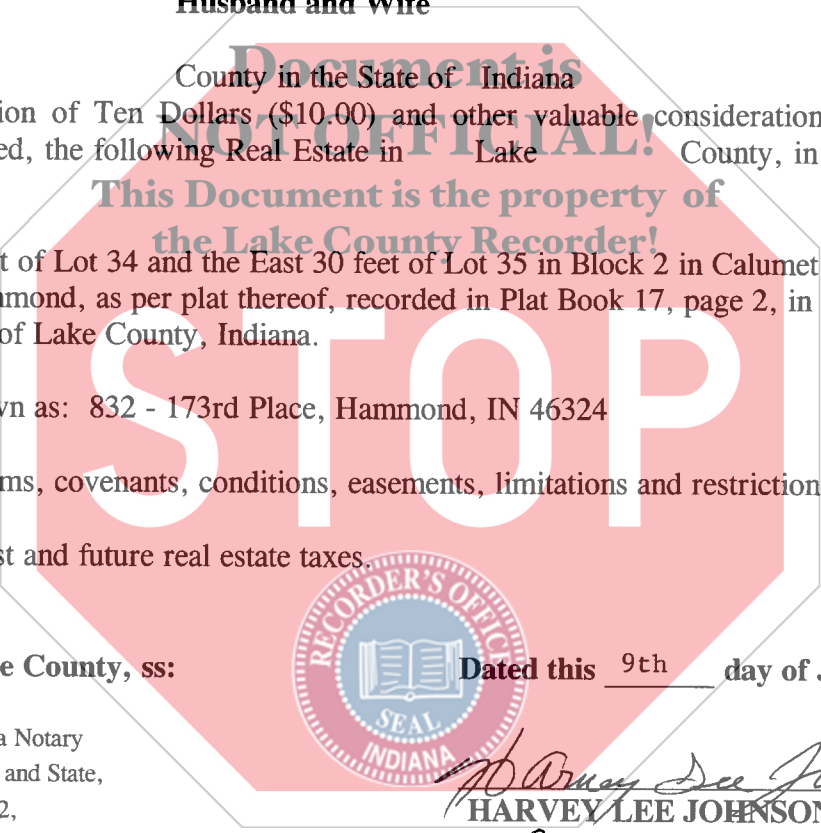 Husband and Wife
Document is
County in the State of Indiana
ion of Ten Dollars ($10.00) and other valuable consideration
NOT OFFICIAL!
ed, the following Real Estate in Lake County, in
This Document is the property of
the Lake County Recorder!
t of Lot 34 and the East 30 feet of Lot 35 in Block 2 in Calumet
mmond, as per plat thereof, recorded in Plat Book 17, page 2, in
of Lake County, Indiana.
STOP
wn as: 832 - 173rd Place, Hammond, IN 46324
ms, covenants, conditions, easements, limitations and restriction
st and future real estate taxes.
RECORDER'S OFFICE
SEAL
INDIANA
e County, ss:
Dated this 9th day of J
a Notary
and State,
2,
Harvey Lee Jo
HARVEY LEE JOHNSON